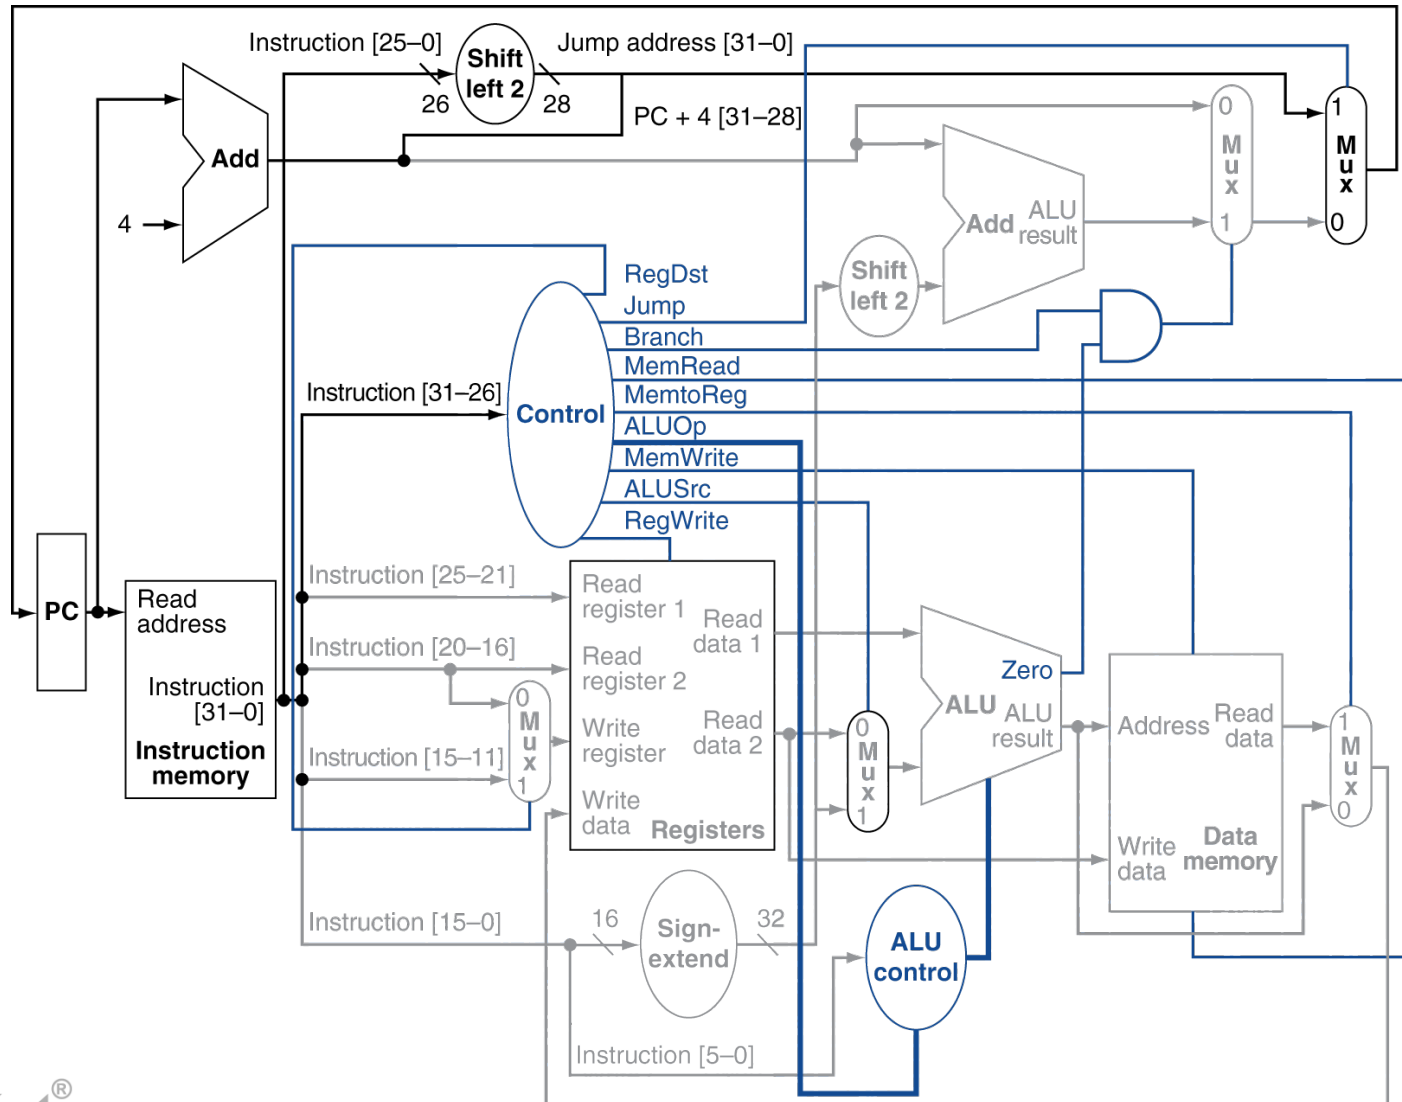 Instruction [25–0]
Shift
left 2
Jump address [31–0]
26
28
PC + 4 [31–28]
Add
4
0
M
u
x
1
1
M
u
x
0
Add
ALU
result
Shift
left 2
RegDst
Jump
Branch
MemRead
MemtoReg
ALUOp
MemWrite
ALUSrc
RegWrite
Instruction [31–26]
Control
PC
Read
address
Instruction
[31–0]
Instruction
memory
Instruction [25–21]
Instruction [20–16]
Instruction [15–11]
0
M
u
x
1
Read
register 1
Read
register 2
Write
register
Write
data
Read
data 1
Read
data 2
Registers
0
M
u
x
1
Zero
ALU
ALU
result
Address
Read
data
Write
data
Data
memory
1
M
u
x
0
Instruction [15–0]
16
Sign-
extend
32
ALU
control
Instruction [5–0]
®